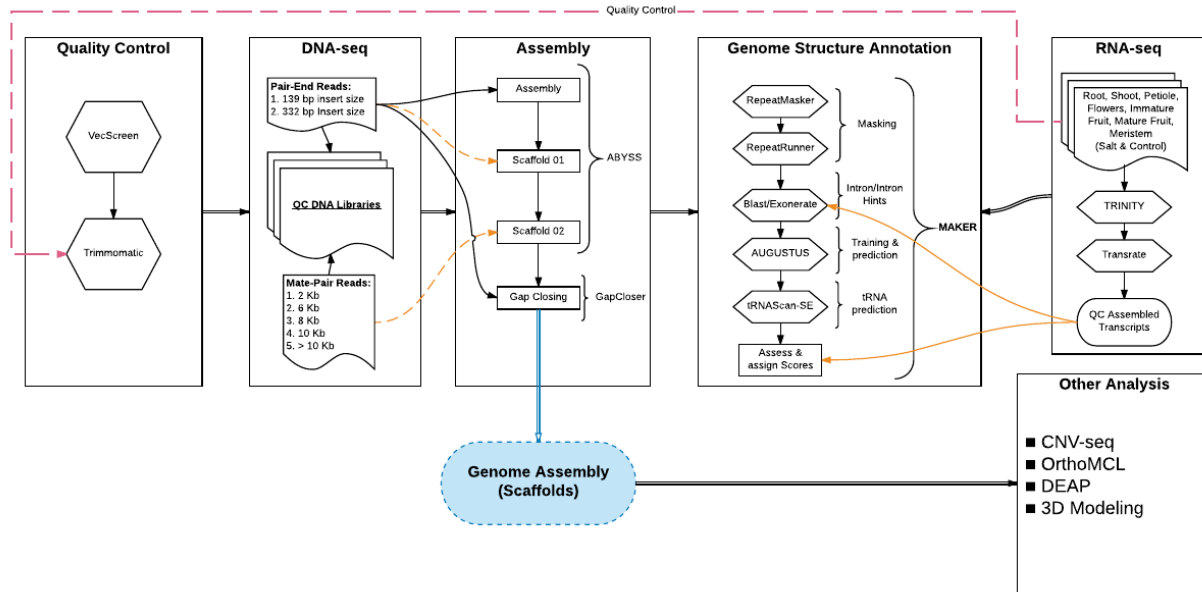 Quality Control
Quality Control
VecScreen
Trimmomatic
DNA-seq
Pair-End Reads:
1. 139 bp insert size
2. 332 bp Insert size
QC DNA Libraries
Mate-Pair Reads:
1. 2 Kb
2. 6 Kb
3. 8 Kb
4. 10 Kb
5. > 10 Kb
Assembly
Assembly
Scaffold 01
ABYSS
Scaffold 02
Gap Closing
GapCloser
Genome Structure Annotation
RepeatMasker
Masking
RepeatRunner
Blast/Exonerate
Intron/Intron
Hints
MAKER
AUGUSTUS
Training &
prediction
tRNAScan-SE
tRNA
prediction
Assess &
assign Scores
RNA-seq
Root, Shoot, Petiole,
Flowers, Immature
Fruit, Mature Fruit,
Meristem
(Salt & Control)
TRINITY
Transrate
QC Assembled
Transcripts
Genome Assembly
(Scaffolds)
Other Analysis
■ CNV-seq
■ OrthoMCL
■ DEAP
■ 3D Modeling